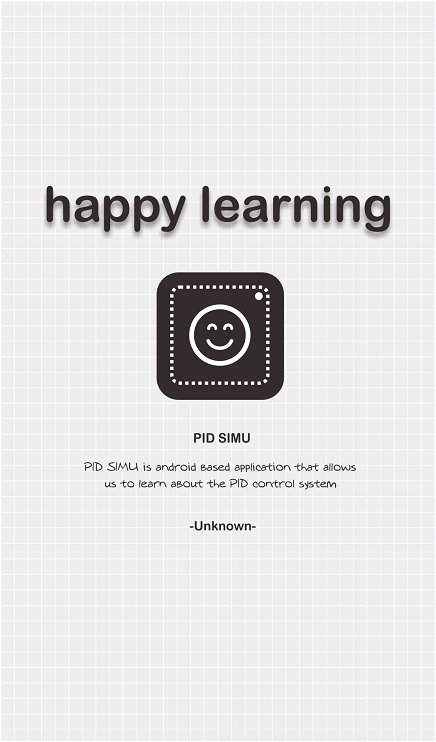 happy learning
PID SIMU
PID SIMU is android based application that allows
us to learn about the PID control system
-Unknown-